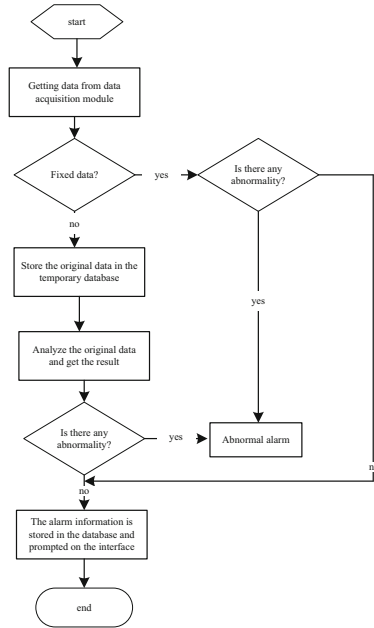 start
Getting data from data
acquisition module
Fixed data?
yes
Is there any
abnormality?
no
Store the original data in the
temporary database
yes
Analyze the original data
and get the result
Is there any
abnormality?
yes
Abnormal alarm
n
no
The alarm information is
stored in the database and
prompted on the interface
end